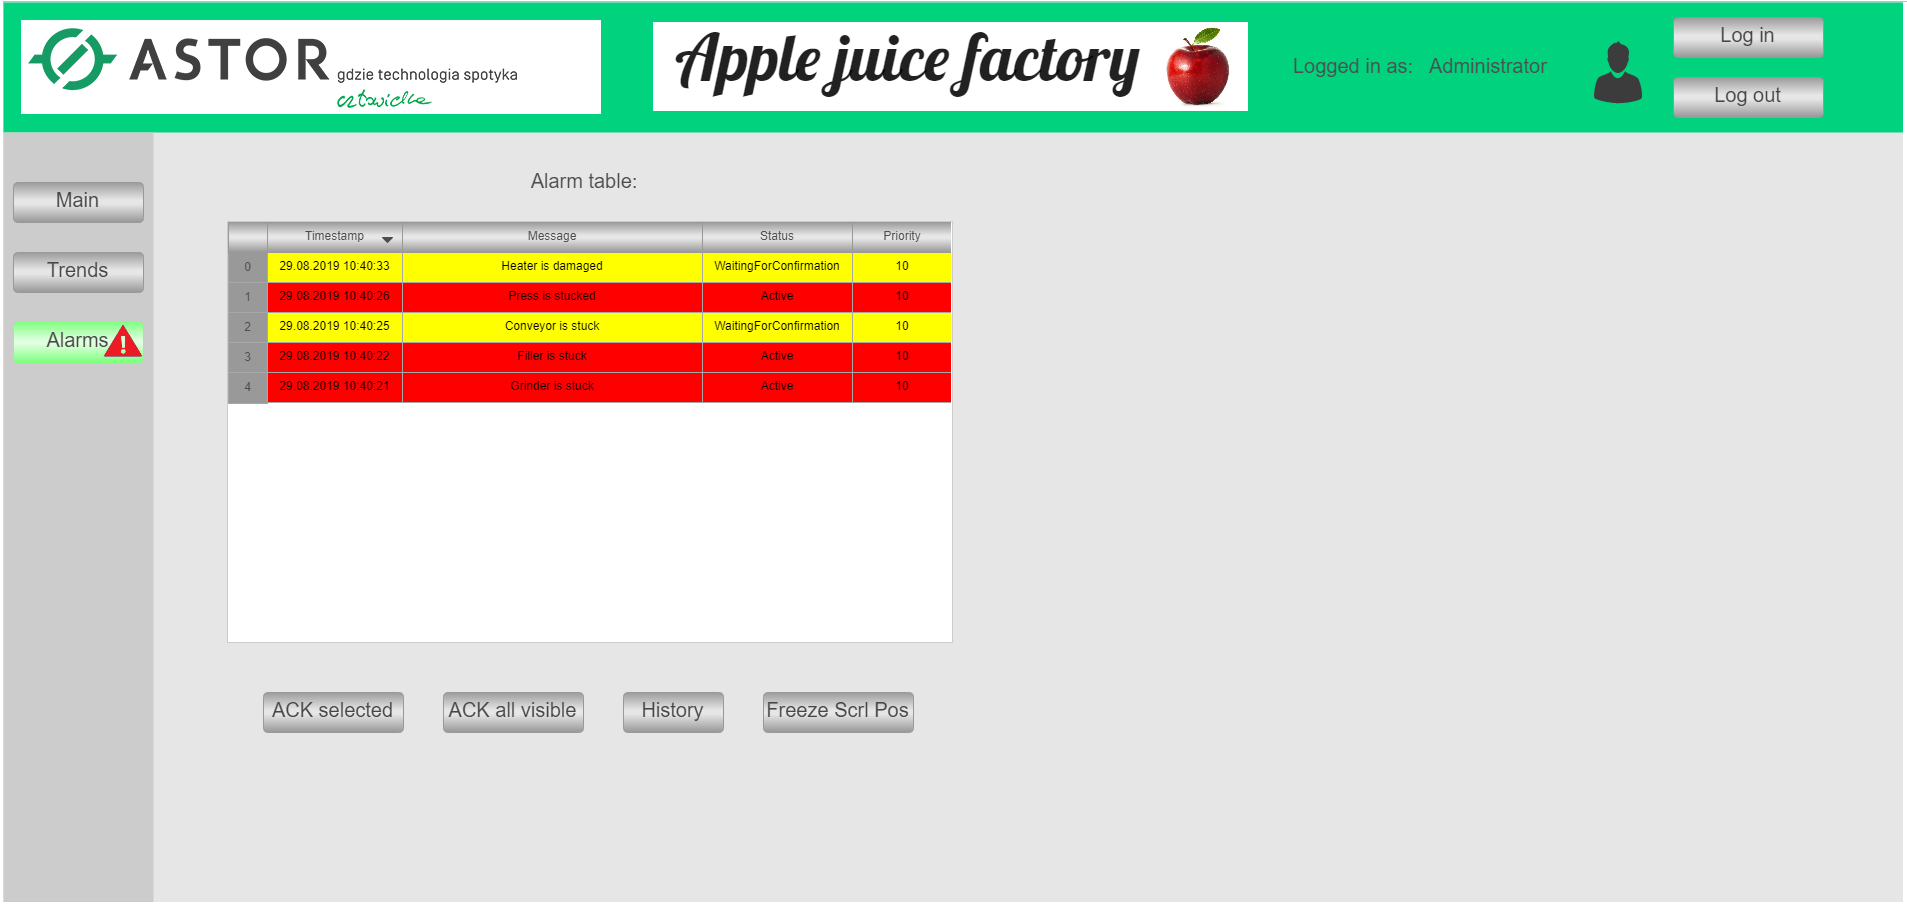 ASTOR gdzie technologia spotyka
człowieka
Apple juice factory
Logged in as: Administrator
Log in
Log out
Main
Trends
Alarms
Alarm table:
Timestamp Message Status Priority
0 29.08.2019 10:40:33 Heater is damaged WaitingForConfirmation 10
1 29.08.2019 10:40:26 Press is stucked Active 10
2 29.08.2019 10:40:25 Conveyor is stuck WaitingForConfirmation 10
3 29.08.2019 10:40:22 Filler is stuck Active 10
4 29.08.2019 10:40:21 Grinder is stuck Active 10
ACK selected ACK all visible History Freeze Scrl Pos